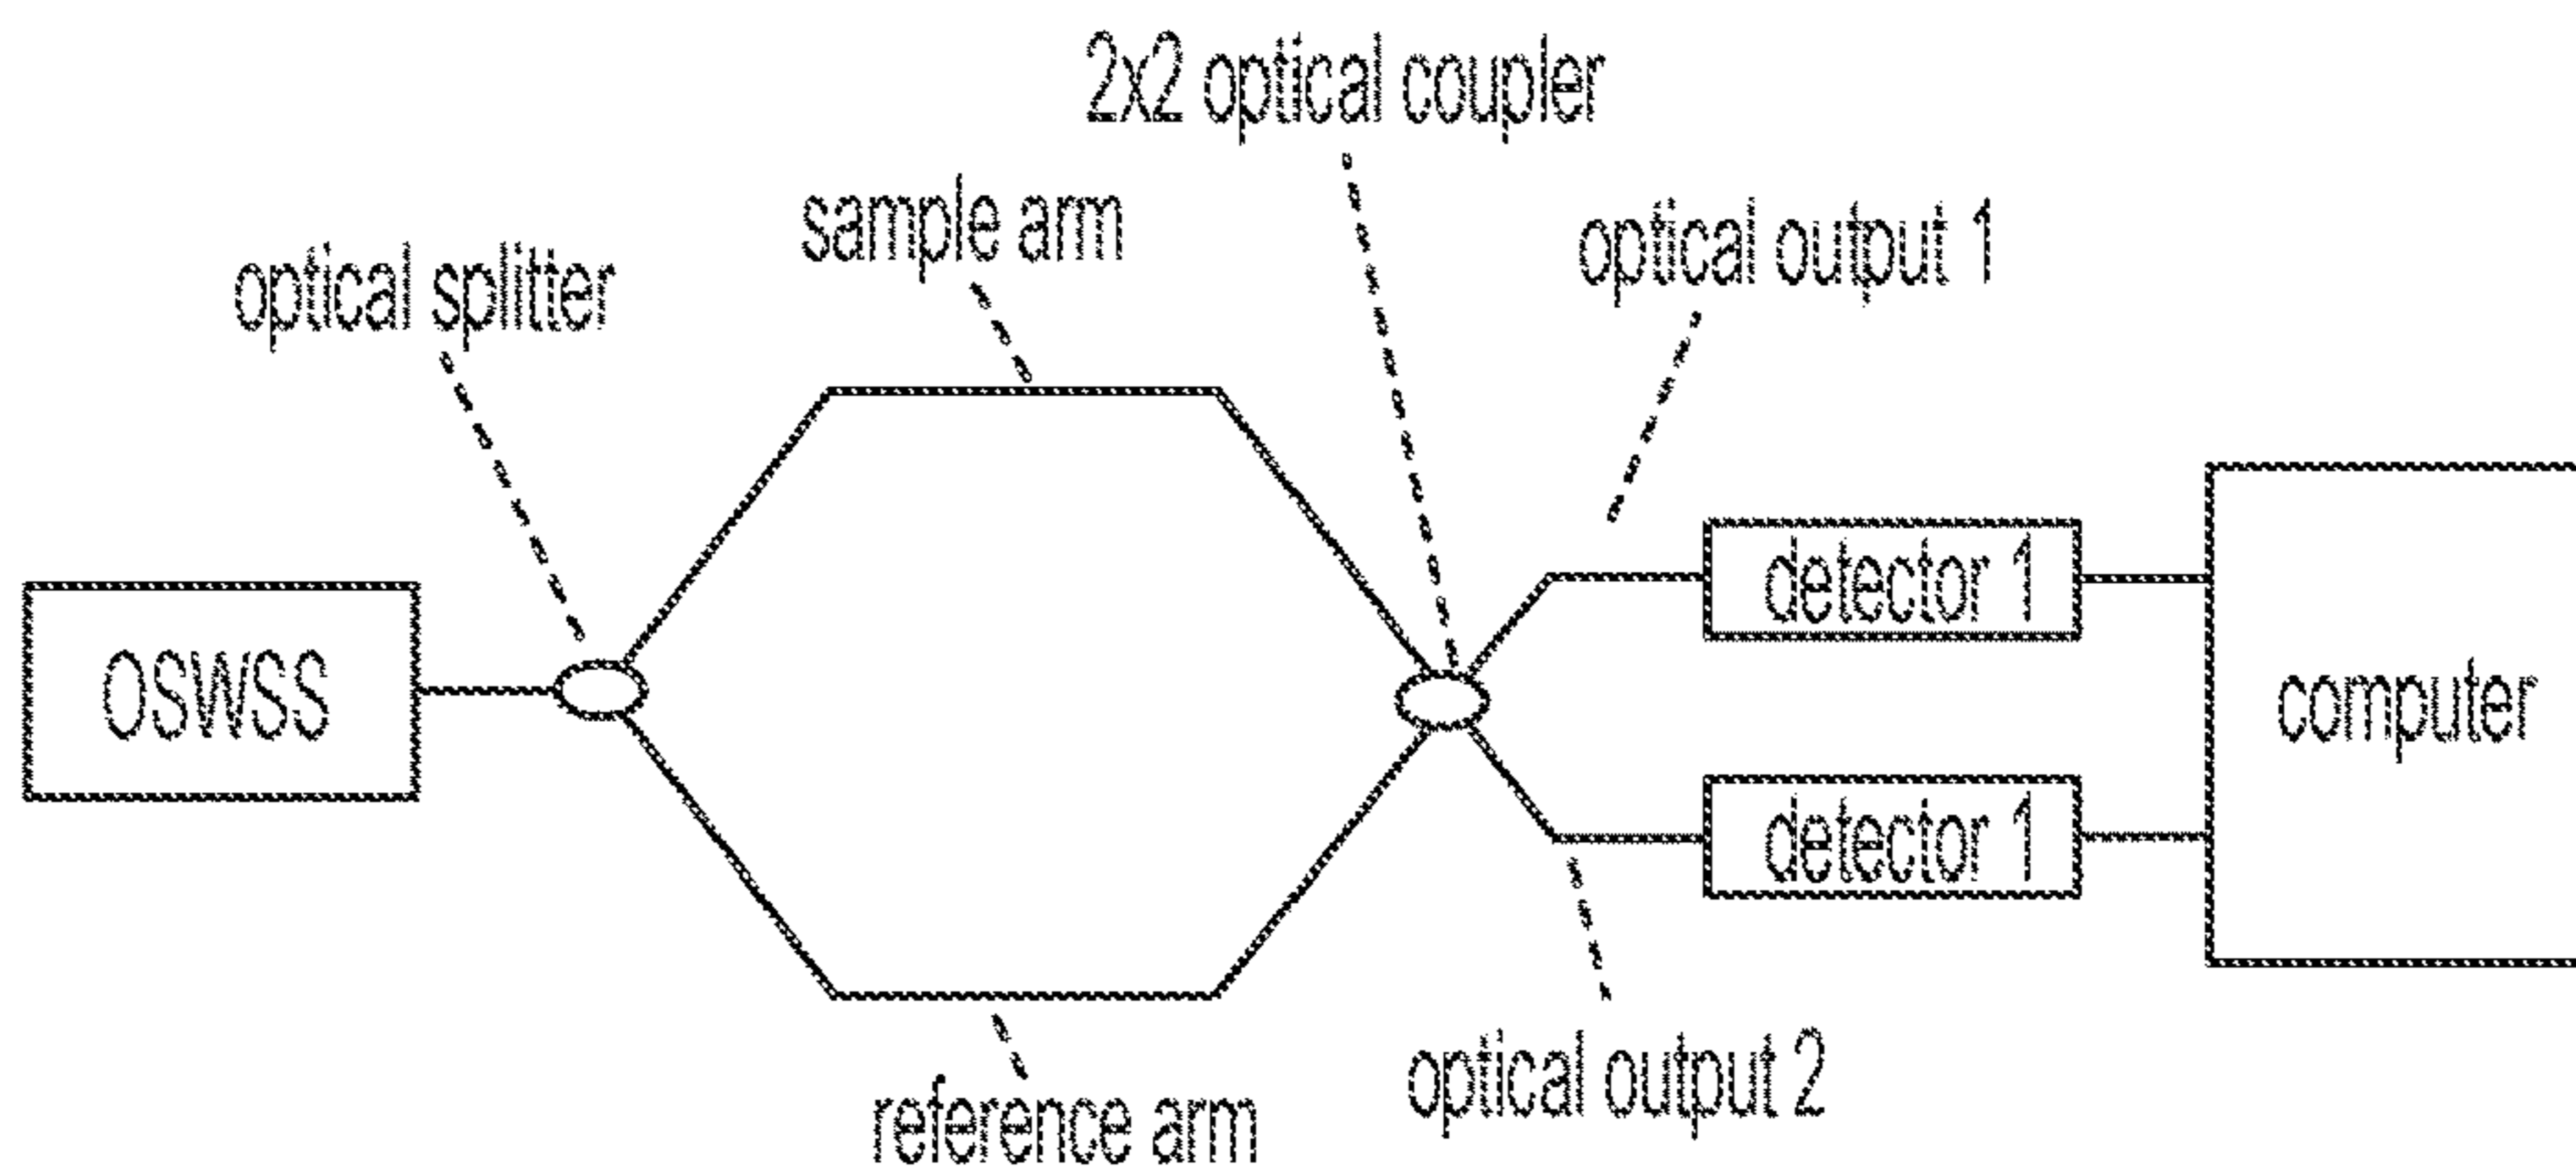 2x2 optical coupler
sample arm
optical output 1
optical splitter
OSWSS
detector 1
computer
detector 1
optical output 2
reference arm